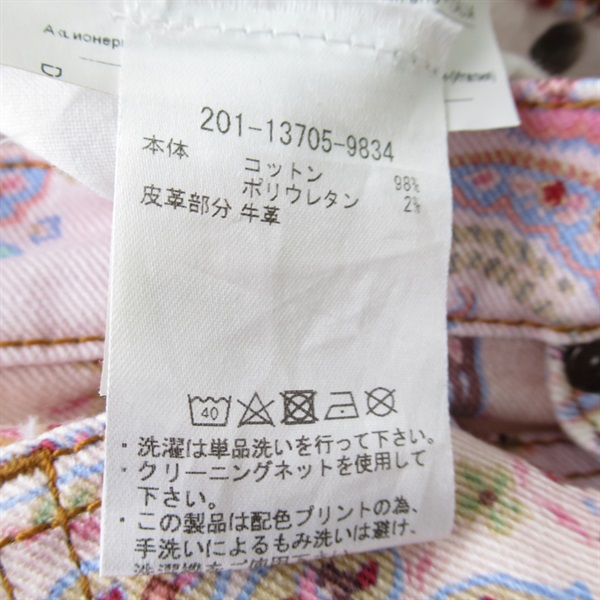 201-13705-9834
本体 コットン 98%
ポリウレタン 2%
皮革部分 牛革
40
・洗濯は単品洗いを行って下さい。
・クリーニングネットを使用して
下さい。
・この製品は配色プリントの為、
手洗いによるもみ洗いは避け、